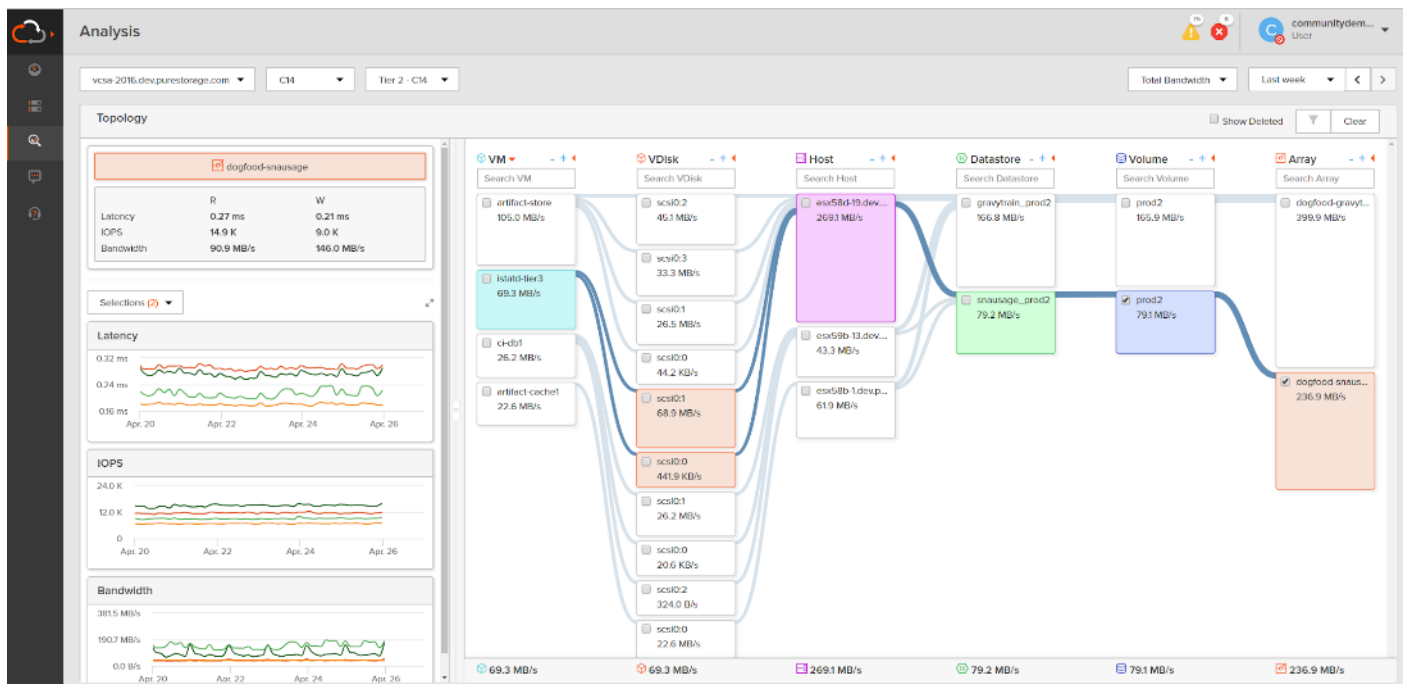 Analysis
75
8
C
communitydem...
User
vcsa-2016.dev.purestorage.com
C14
Tier 2 - C14
Total Bandwidth
Last week
Topology
Show Deleted
Clear
dogfood-snausage
R W
Latency 0.27 ms 0.21 ms
IOPS 14.9 K 9.0 K
Bandwidth 90.9 MB/s 146.0 MB/s
Selections (2)
Latency
0.32 ms
0.24 ms
0.16 ms
Apr. 20 Apr. 22 Apr. 24 Apr. 26
IOPS
24.0 K
12.0 K
0
Apr. 20 Apr. 22 Apr. 24 Apr. 26
Bandwidth
381.5 MB/s
190.7 MB/s
0.0 B/s
Apr. 20 Apr. 22 Apr. 24 Apr. 26
VM - +
Search VM
artifact-store
105.0 MB/s
istatd-tier3
69.3 MB/s
ci-db1
26.2 MB/s
artifact-cache1
22.6 MB/s
69.3 MB/s
VDisk - +
Search VDisk
scsi0:2
45.1 MB/s
scsi0:3
33.3 MB/s
scsi0:1
26.5 MB/s
scsi0:0
44.2 KB/s
scsi0:1
68.9 MB/s
scsi0:0
441.9 KB/s
scsi0:1
26.2 MB/s
scsi0:0
20.6 KB/s
scsi0:2
324.0 B/s
scsi0:0
22.6 MB/s
69.3 MB/s
Host - +
Search Host
esx58d-19.dev....
269.1 MB/s
esx59b-13.dev....
43.3 MB/s
esx58b-1.dev.p...
61.9 MB/s
269.1 MB/s
Datastore - +
Search Datastore
gravytrain_prod2
166.8 MB/s
snausage_prod2
79.2 MB/s
79.2 MB/s
Volume - +
Search Volume
prod2
165.9 MB/s
prod2
79.1 MB/s
79.1 MB/s
Array - +
Search Array
dogfood-gravyt...
399.9 MB/s
dogfood-snaus...
236.9 MB/s
236.9 MB/s